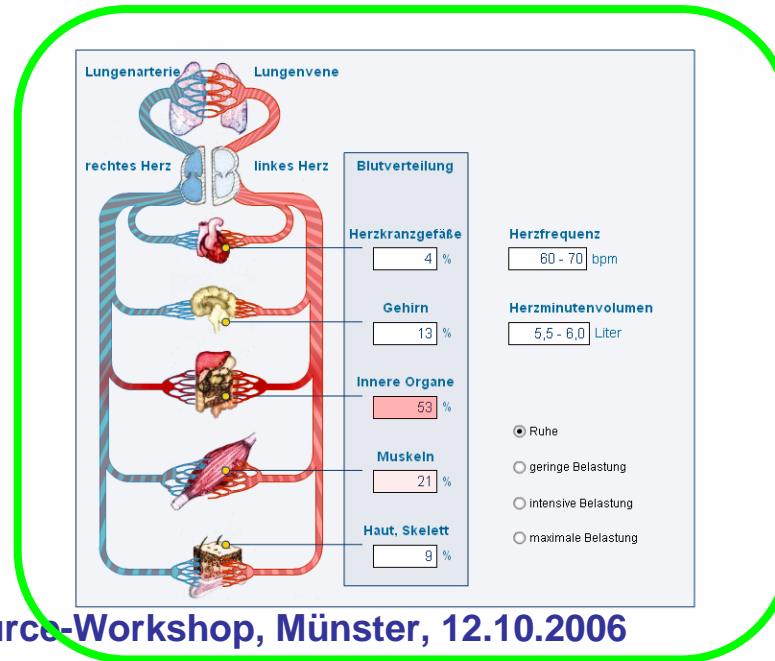 Lungenarterie Lungenvene
rechtes Herz linkes Herz Blutverteilung
Herzkranzgefäße Herzfrequenz
4 % 60 - 70 bpm
Gehirn Herzminutenvolumen
13 % 5,5 - 6,0 Liter
Innere Organe
53 %
Ruhe
Muskeln
geringe Belastung
21 %
intensive Belastung
Haut, Skelett
maximale Belastung
9 %
urce-Workshop, Münster, 12.10.2006